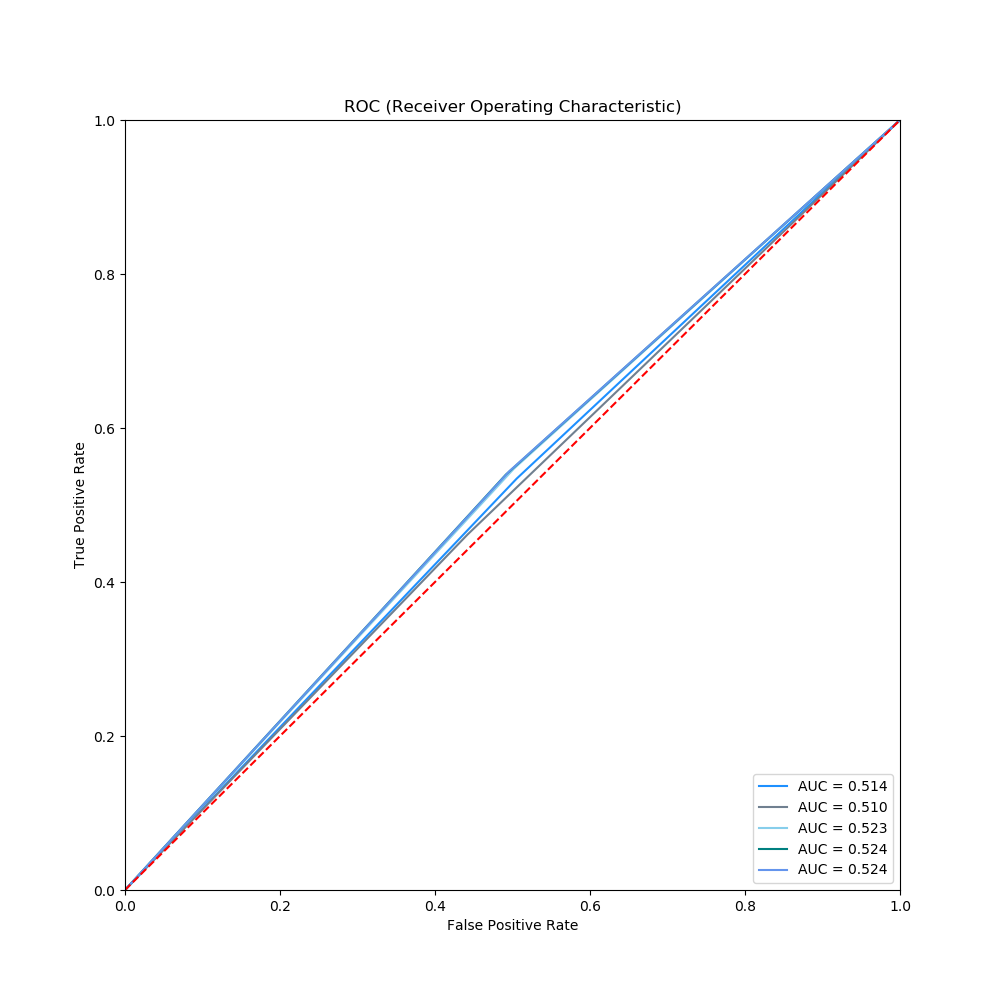 ROC (Receiver Operating Characteristic)
1.0
0.8
0.6
0.4
0.2
0.0
True Positive Rate
AUC = 0.514
AUC = 0.510
AUC = 0.523
AUC = 0.524
AUC = 0.524
0.0 0.2 0.4 0.6 0.8 1.0
False Positive Rate